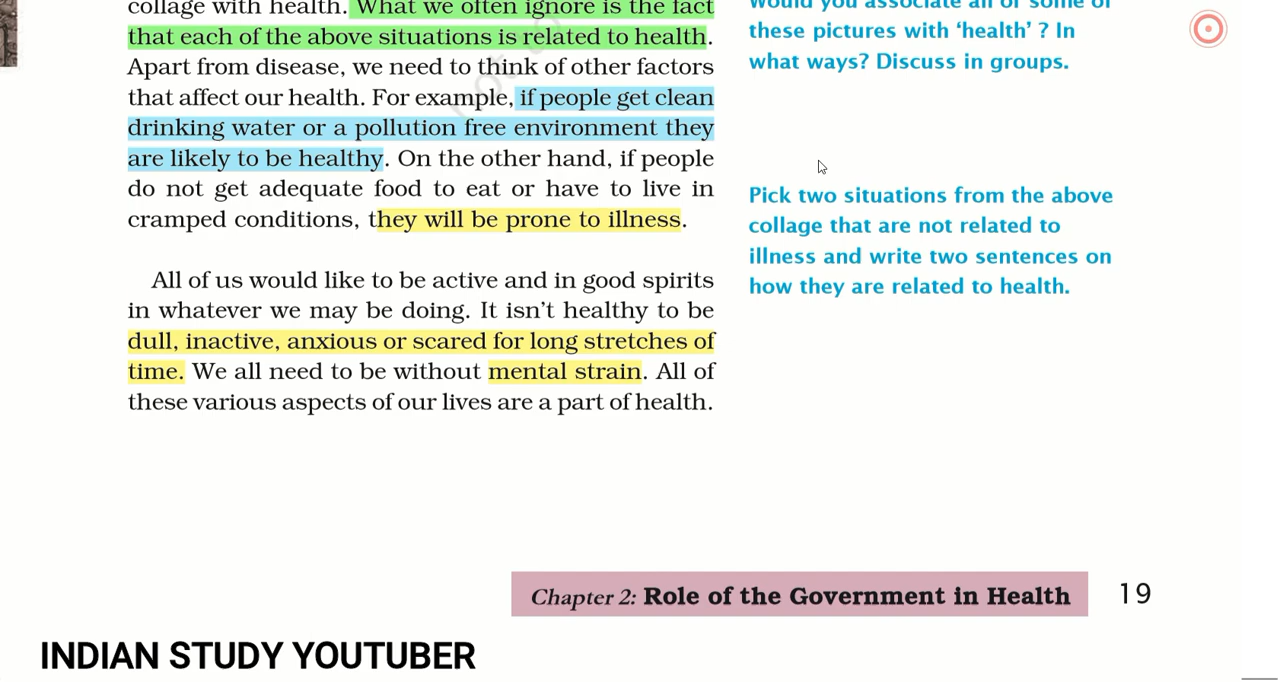 collage with health. What we often ignore is the fact
that each of the above situations is related to health.
Apart from disease, we need to think of other factors
that affect our health. For example, if people get clean
drinking water or a pollution free environment they
are likely to be healthy. On the other hand, if people
do not get adequate food to eat or have to live in
cramped conditions, they will be prone to illness.
All of us would like to be active and in good spirits
in whatever we may be doing. It isn't healthy to be
dull, inactive, anxious or scared for long stretches of
time. We all need to be without mental strain. All of
these various aspects of our lives are a part of health.
Would you associate all or some of
these pictures with 'health' ? In
what ways? Discuss in groups.
Pick two situations from the above
collage that are not related to
illness and write two sentences on
how they are related to health.
Chapter 2: Role of the Government in Health 19
INDIAN STUDY YOUTUBER